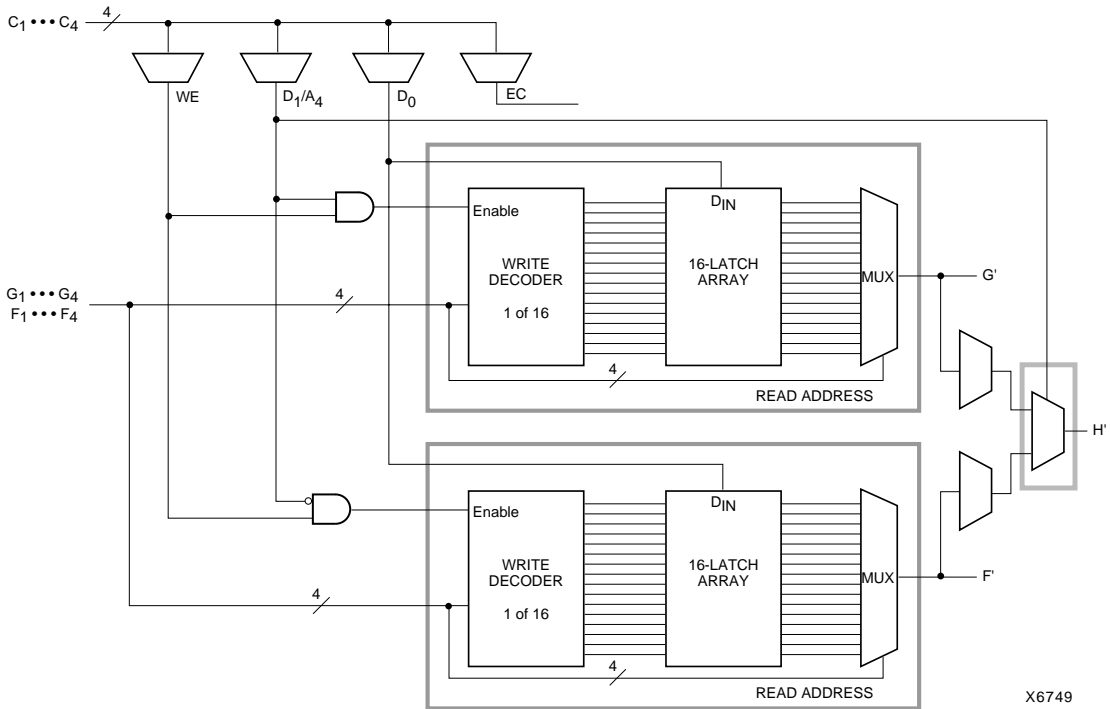 C1 ••• C4
4
WE
D1/A4
D0
EC
Enable
DIN
WRITE
DECODER
1 of 16
16-LATCH
ARRAY
MUX
G'
G1 ••• G4
F1 ••• F4
4
4
READ ADDRESS
H'
Enable
DIN
WRITE
DECODER
1 of 16
16-LATCH
ARRAY
MUX
F'
4
4
READ ADDRESS
X6749